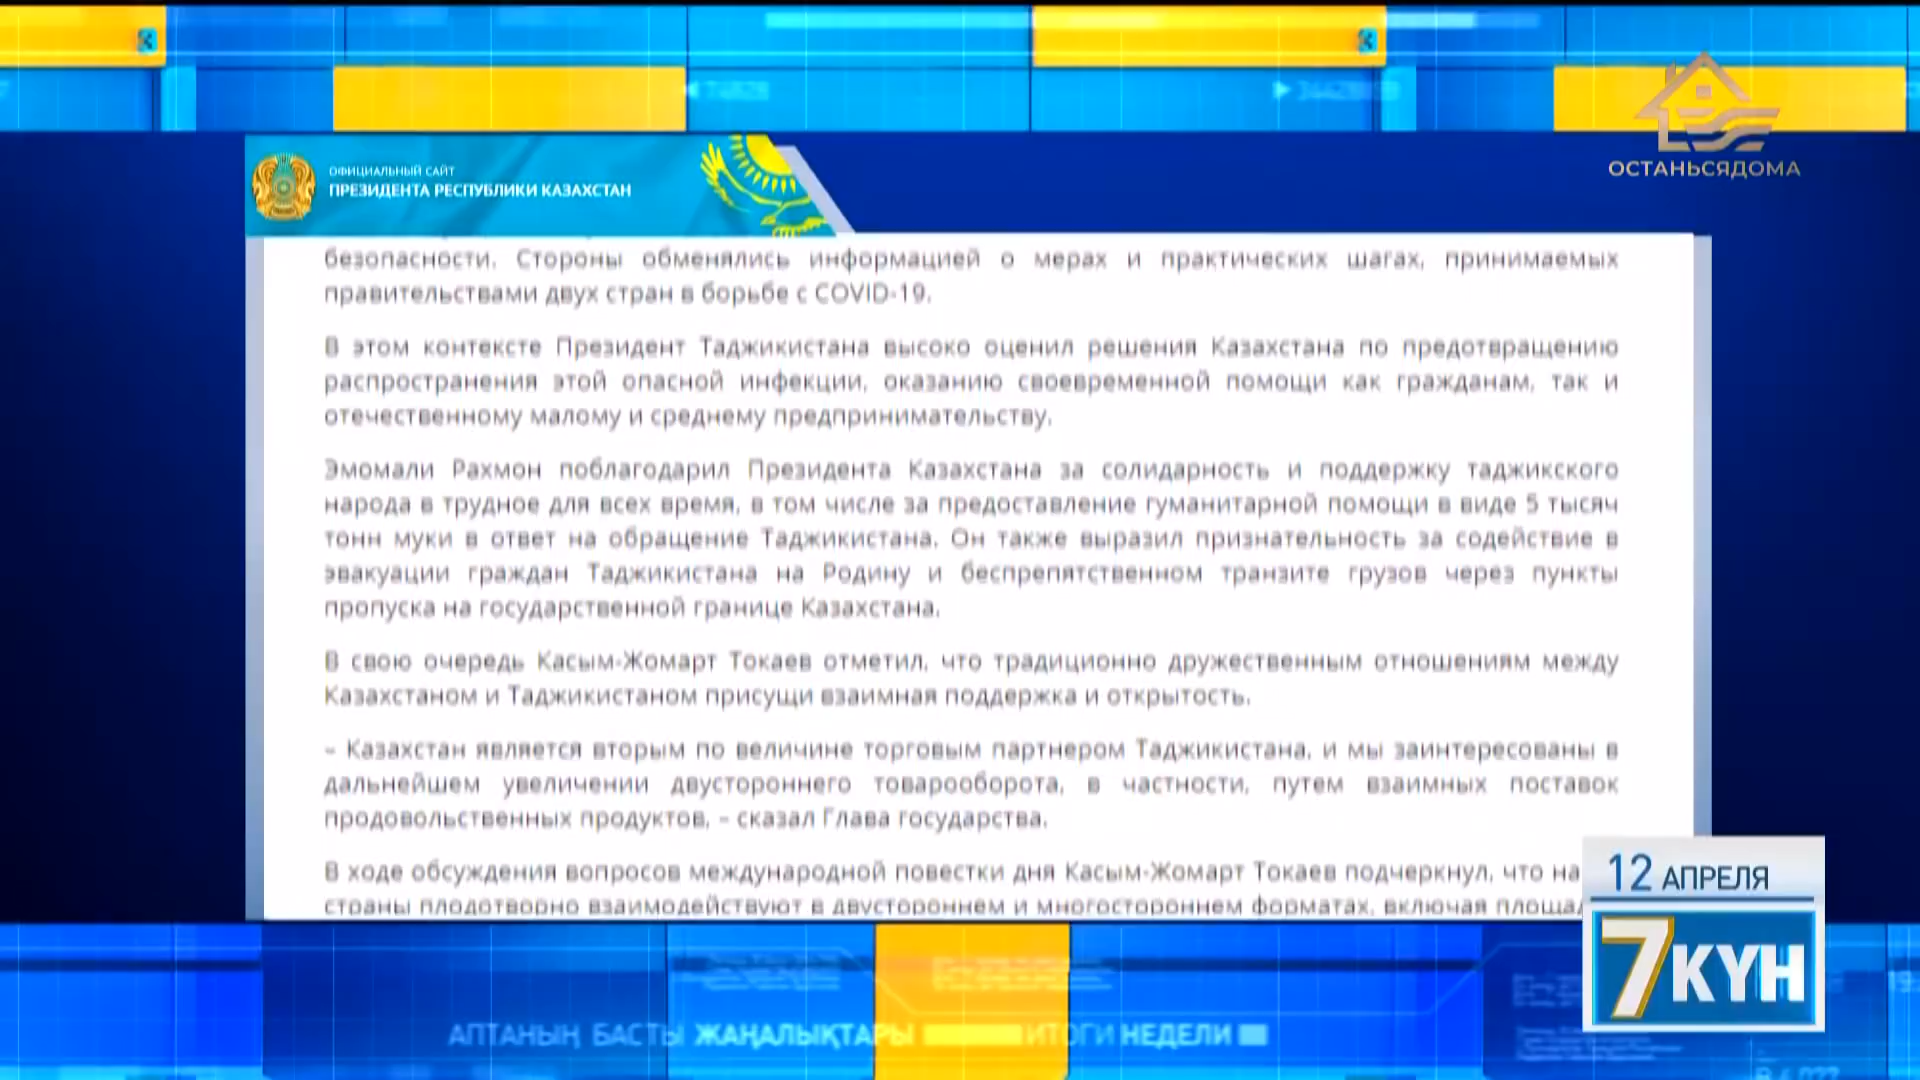 ОСТАНЬСЯДОМА
ОФИЦИАЛЬНЫЙ САЙТ
ПРЕЗИДЕНТА РЕСПУБЛИКИ КАЗАХСТАН
безопасности. Стороны обменялись информацией о мерах и практических шагах, принимаемых
правительствами двух стран в борьбе с COVID-19.
В этом контексте Президент Таджикистана высоко оценил решения Казахстана по предотвращению
распространения этой опасной инфекции, оказанию своевременной помощи как гражданам, так и
отечественному малому и среднему предпринимательству.
Эмомали Рахмон поблагодарил Президента Казахстана за солидарность и поддержку таджикского
народа в трудное для всех время, в том числе за предоставление гуманитарной помощи в виде 5 тысяч
тонн муки в ответ на обращение Таджикистана. Он также выразил признательность за содействие в
эвакуации граждан Таджикистана на Родину и беспрепятственном транзите грузов через пункты
пропуска на государственной границе Казахстана.
В свою очередь Касым-Жомарт Токаев отметил, что традиционно дружественным отношениям между
Казахстаном и Таджикистаном присущи взаимная поддержка и открытость.
– Казахстан является вторым по величине торговым партнером Таджикистана, и мы заинтересованы в
дальнейшем увеличении двустороннего товарооборота, в частности, путем взаимных поставок
продовольственных продуктов, – сказал Глава государства.
В ходе обсуждения вопросов международной повестки дня Касым-Жомарт Токаев подчеркнул, что на
страны плодотворно взаимодействуют в двустороннем и многостороннем форматах, включая площад
12 АПРЕЛЯ
7 КҮН
АПТАНЫҢ БАСТЫ ЖАҢАЛЫҚТАРЫ ИТОГИ НЕДЕЛИ